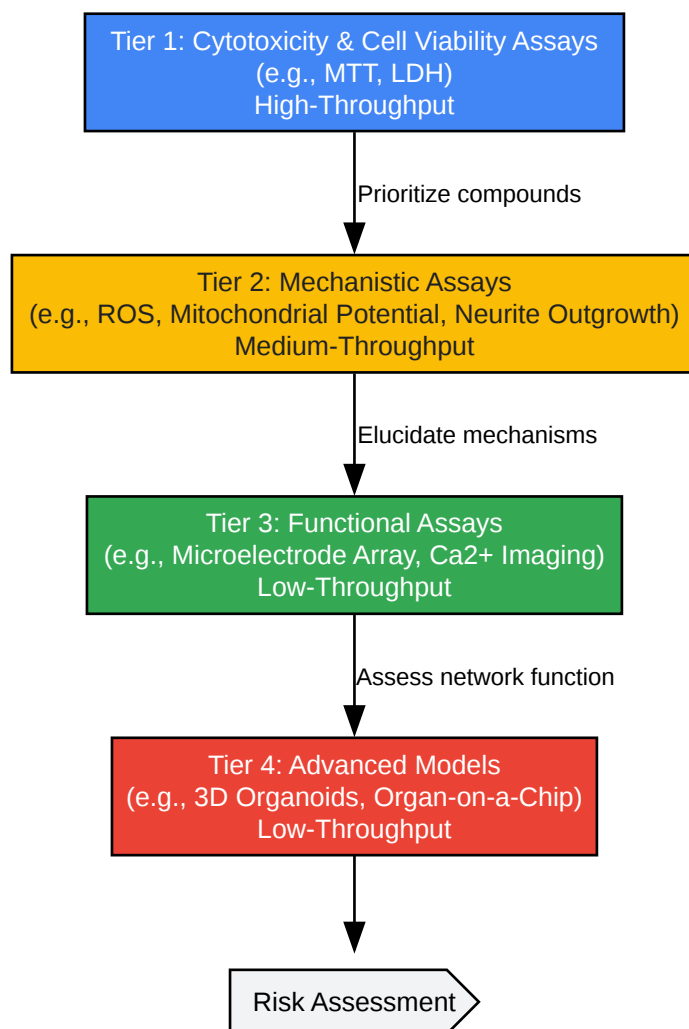 Tier 1: Cytotoxicity & Cell Viability Assays
(e.g., MTT, LDH)
High-Throughput
Prioritize compounds
Tier 2: Mechanistic Assays
(e.g., ROS, Mitochondrial Potential, Neurite Outgrowth)
Medium-Throughput
Elucidate mechanisms
Tier 3: Functional Assays
(e.g., Microelectrode Array, Ca2+ Imaging)
Low-Throughput
Assess network function
Tier 4: Advanced Models
(e.g., 3D Organoids, Organ-on-a-Chip)
Low-Throughput
Risk Assessment